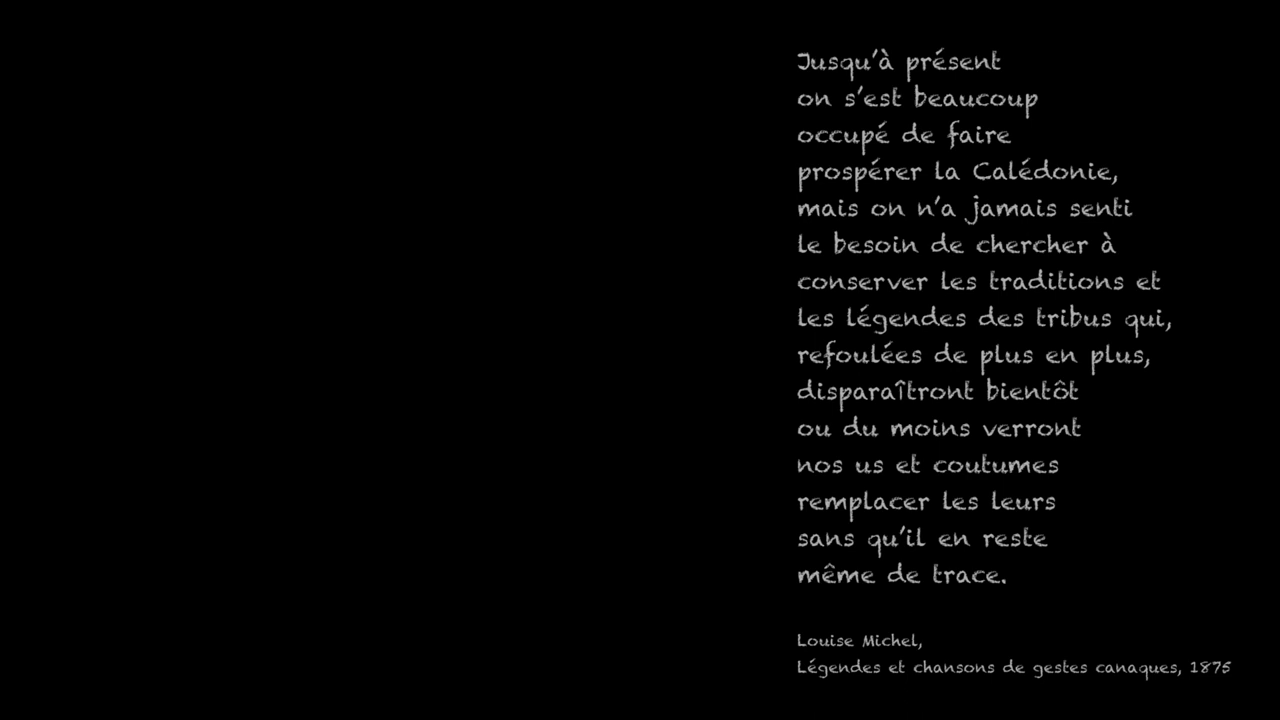 Jusqu’à présent
on s’est beaucoup
occupé de faire
prospérer la Calédonie,
mais on n’a jamais senti
le besoin de chercher à
conserver les traditions et
les légendes des tribus qui,
refoulées de plus en plus,
disparaîtront bientôt
ou du moins verront
nos us et coutumes
remplacer les leurs
sans qu’il en reste
même de trace.
Louise Michel,
Légendes et chansons de gestes canaques, 1875